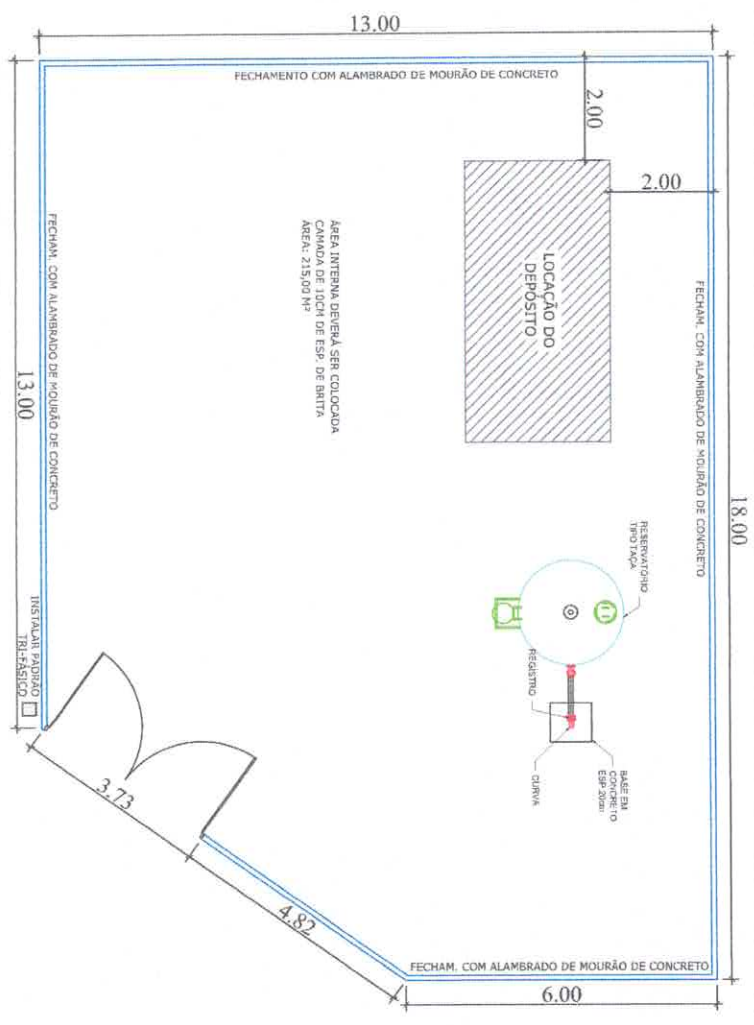 13.00
FECHAMENTO COM ALAMBRADO DE MOURÃO DE CONCRETO
2.00
2.00
FECHAM. COM ALAMBRADO DE MOURÃO DE CONCRETO
13.00
ÁREA INTERNA DEVERÁ SER COLOCADA
CAMADA DE 10CM DE ESP. DE BRITA
ÁREA: 215,00 M²
LOCAÇÃO DO
DEPÓSITO
FECHAM. COM ALAMBRADO DE MOURÃO DE CONCRETO
18.00
RESERVATÓRIO
TIPO TAÇA
REGISTRO
CURVA
BASE EM
CONCRETO
ESP. 20cm
INSTALAR PADRÃO
TRI-FÁSICO
3.73
4.82
FECHAM. COM ALAMBRADO DE MOURÃO DE CONCRETO
6.00